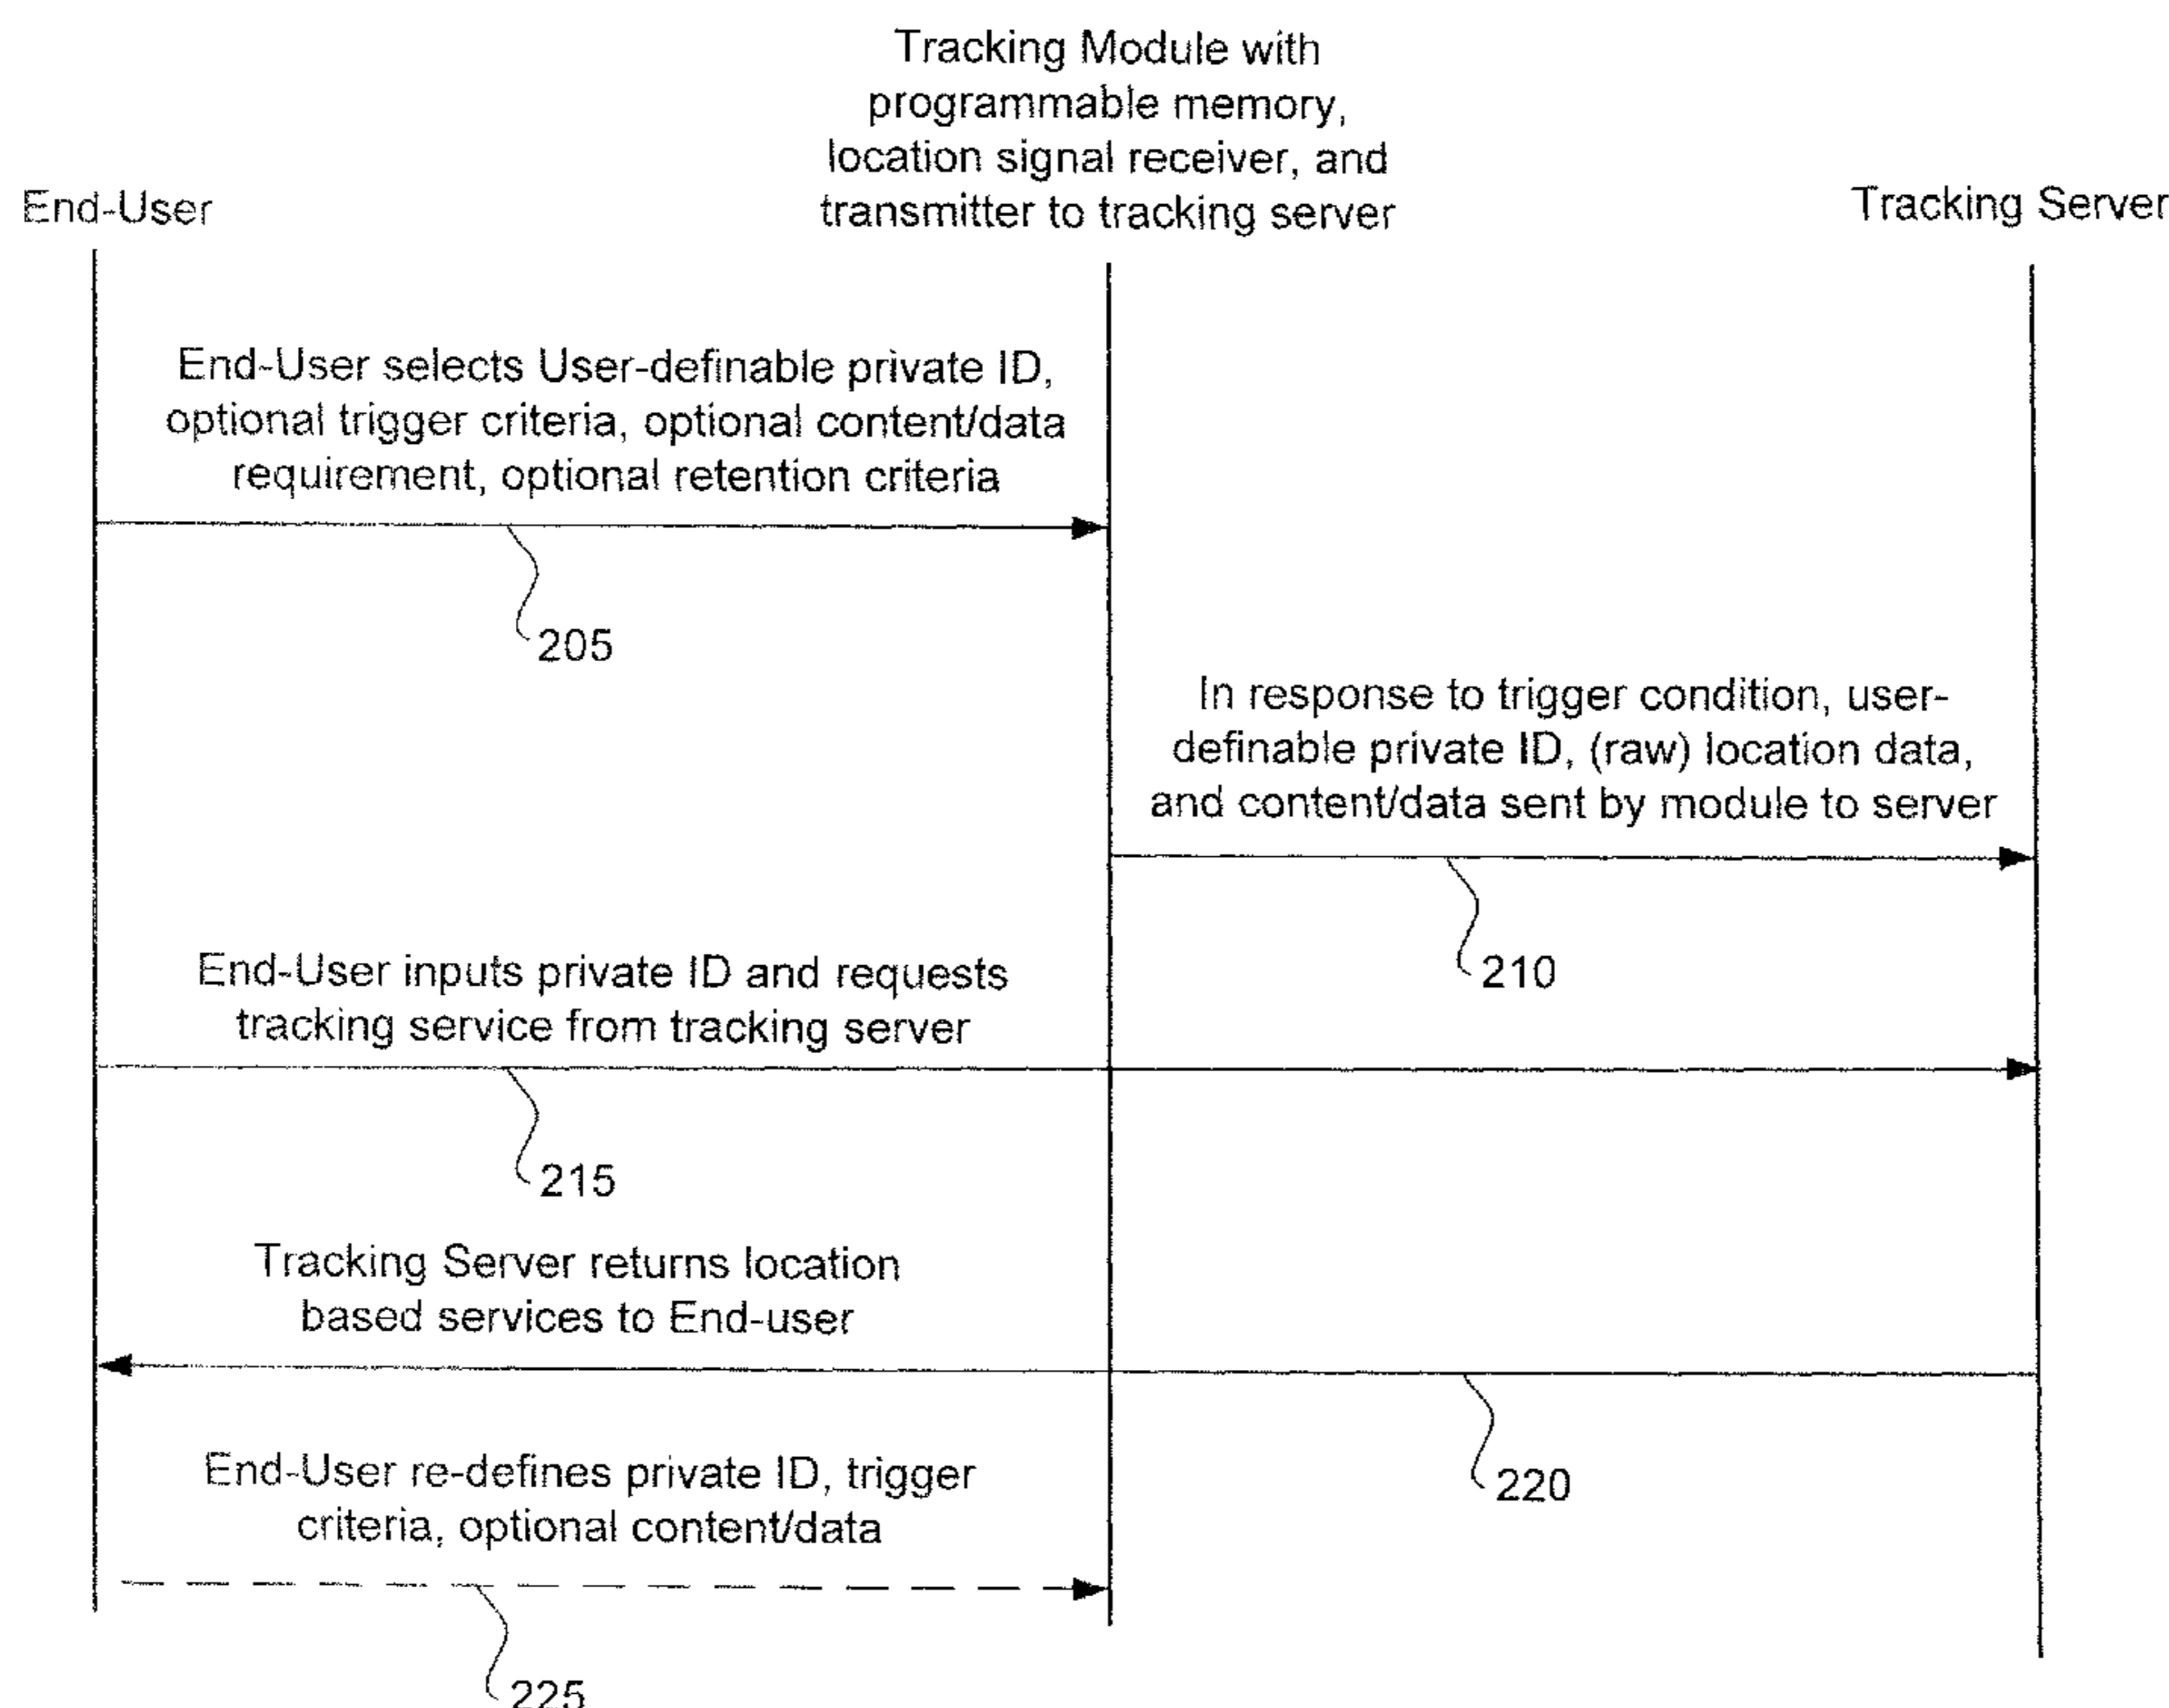 Tracking Module with
programmable memory,
location signal receiver, and
transmitter to tracking server
End-User
Tracking Server
End-User selects User-definable private ID,
optional trigger criteria, optional content/data
requirement, optional retention criteria
205
In response to trigger condition, user-
definable private ID, (raw) location data,
and content/data sent by module to server
210
End-User inputs private ID and requests
tracking service from tracking server
215
Tracking Server returns location
based services to End-user
220
End-User re-defines private ID, trigger
criteria, optional content/data
225